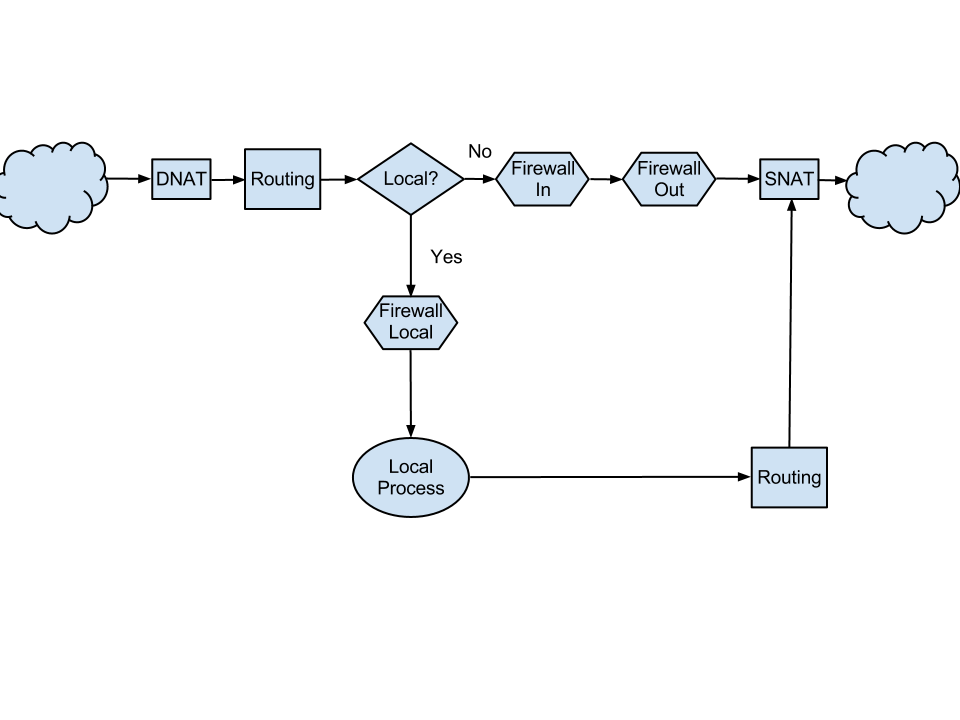 DNAT
Routing
Local?
No
Firewall
In
Firewall
Out
SNAT
Yes
Firewall
Local
Local
Process
Routing